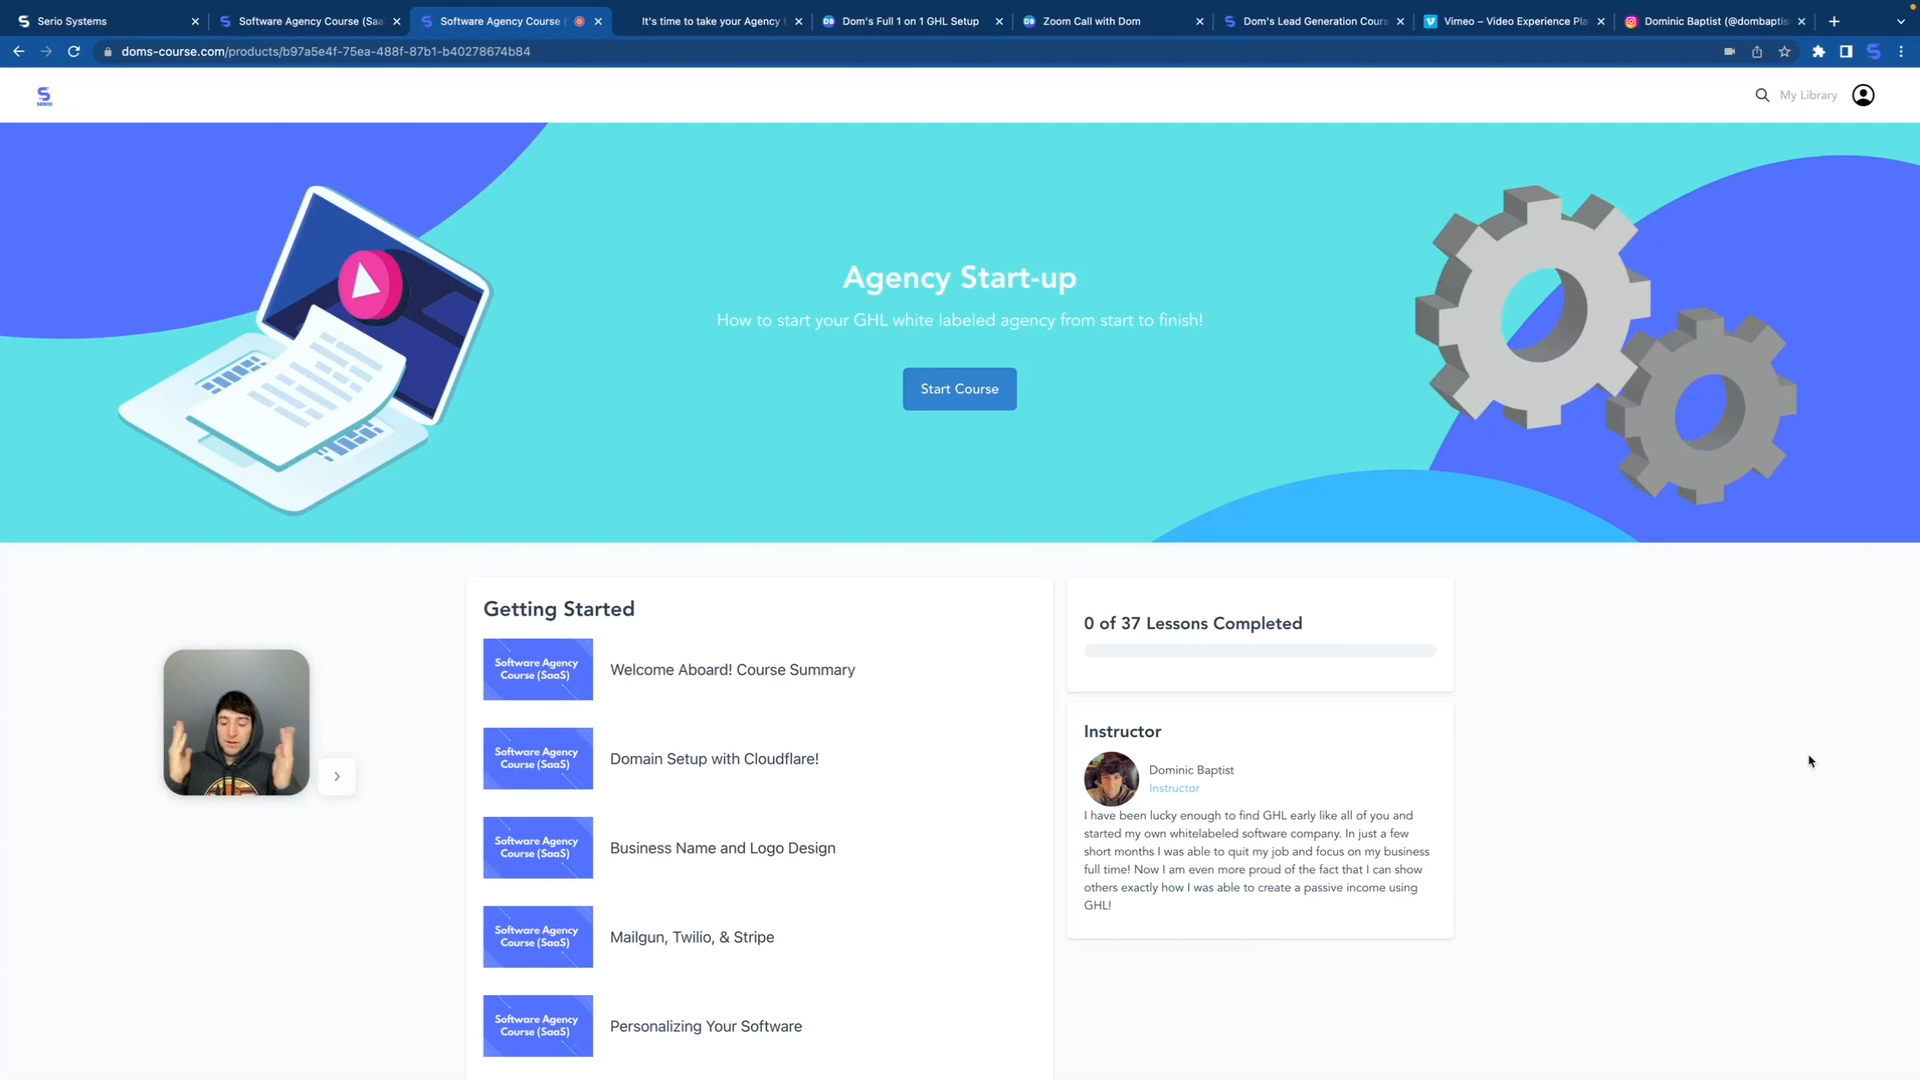 Serio Systems
Software Agency Course (Saa
Software Agency Course (
It's time to take your Agency t
Dom's Full 1 on 1 GHL Setup
Zoom Call with Dom
Dom's Lead Generation Cours
Vimeo – Video Experience Pla
Dominic Baptist (@dombaptis
doms-course.com/products/b97a5e4f-75ea-488f-87b1-b40278674b84
SERIO
My Library
Agency Start-up
How to start your GHL white labeled agency from start to finish!
Start Course
Getting Started
Software Agency
Course (SaaS)
Welcome Aboard! Course Summary
Software Agency
Course (SaaS)
Domain Setup with Cloudflare!
Software Agency
Course (SaaS)
Business Name and Logo Design
Software Agency
Course (SaaS)
Mailgun, Twilio, & Stripe
Software Agency
Course (SaaS)
Personalizing Your Software
0 of 37 Lessons Completed
Instructor
Dominic Baptist
Instructor
I have been lucky enough to find GHL early like all of you and
started my own whitelabeled software company. In just a few
short months I was able to quit my job and focus on my business
full time! Now I am even more proud of the fact that I can show
others exactly how I was able to create a passive income using
GHL!